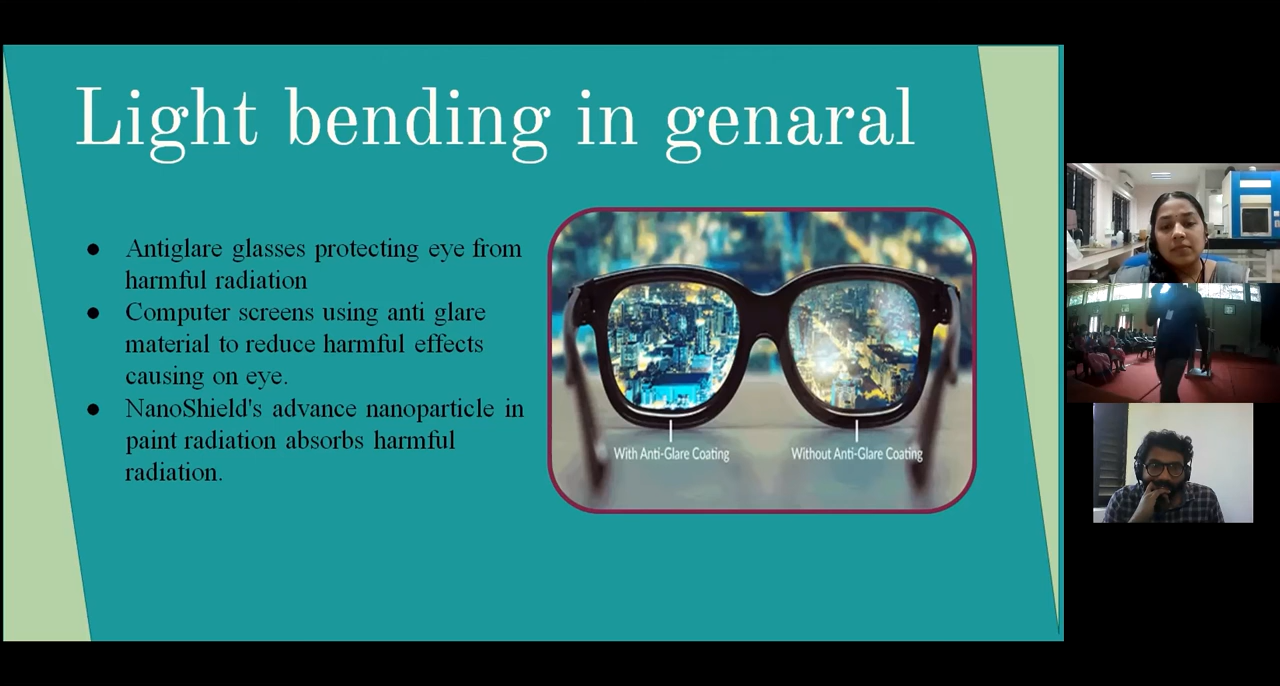 Light bending in genaral
● Antiglare glasses protecting eye from
harmful radiation
● Computer screens using anti glare
material to reduce harmful effects
causing on eye.
● NanoShield's advance nanoparticle in
paint radiation absorbs harmful
radiation.
With Anti-Glare Coating
Without Anti-Glare Coating